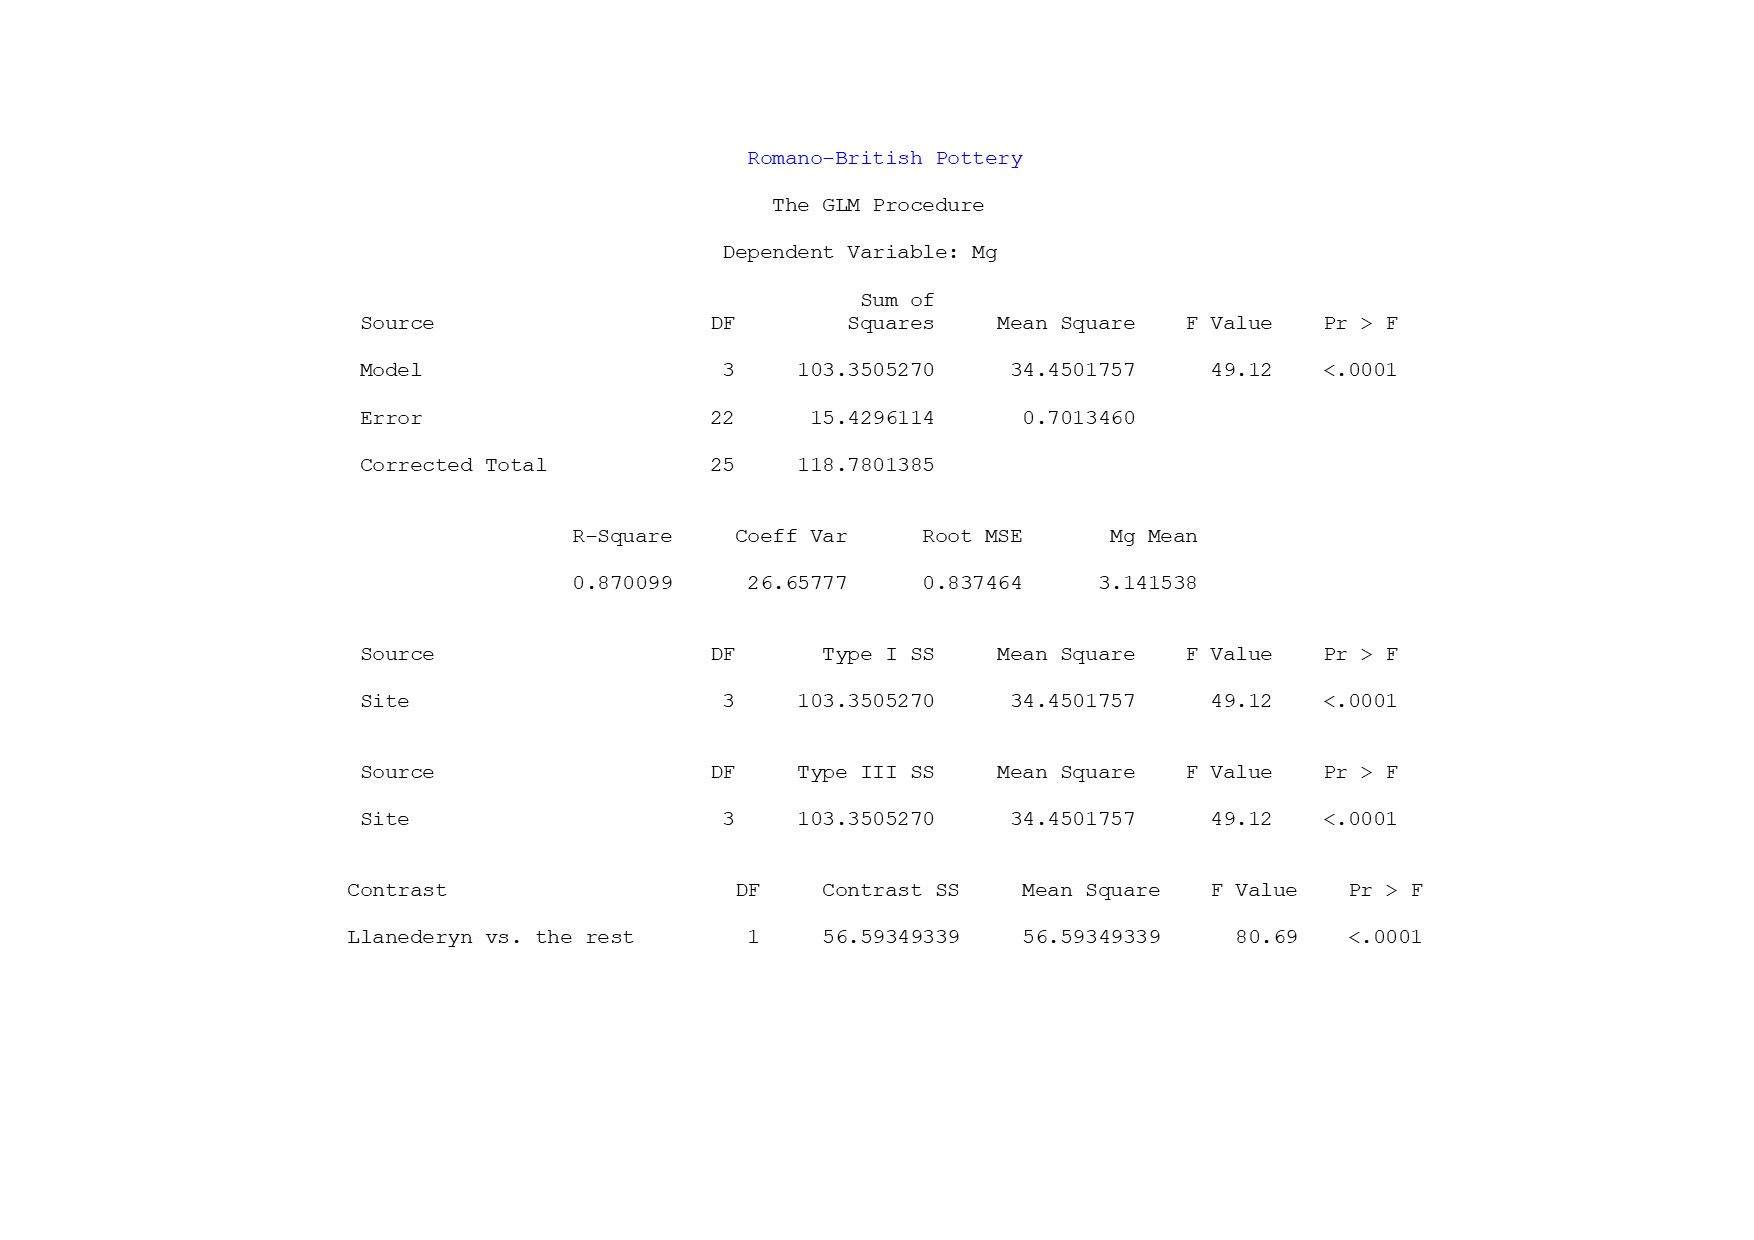 Romano-British Pottery
The GLM Procedure
Dependent Variable: Mg
Sum of
Source DF Squares Mean Square F Value Pr > F
Model 3 103.3505270 34.4501757 49.12 <.0001
Error 22 15.4296114 0.7013460
Corrected Total 25 118.7801385
R-Square Coeff Var Root MSE Mg Mean
0.870099 26.65777 0.837464 3.141538
Source DF Type I SS Mean Square F Value Pr > F
Site 3 103.3505270 34.4501757 49.12 <.0001
Source DF Type III SS Mean Square F Value Pr > F
Site 3 103.3505270 34.4501757 49.12 <.0001
Contrast DF Contrast SS Mean Square F Value Pr > F
Llanederyn vs. the rest 1 56.59349339 56.59349339 80.69 <.0001